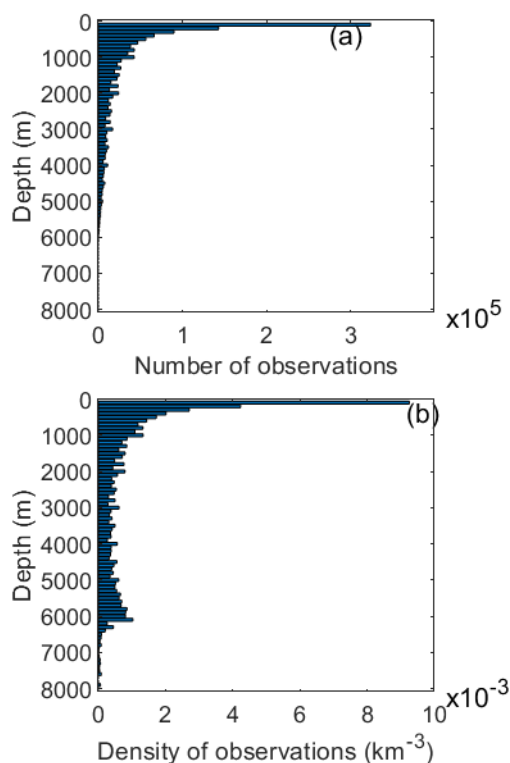 0
1000
2000
3000
4000
5000
6000
7000
8000
Depth (m)
(a)
0 1 2 3
x10^5
Number of observations
0
1000
2000
3000
4000
5000
6000
7000
8000
Depth (m)
(b)
0 2 4 6 8 10
x10^-3
Density of observations (km^-3)